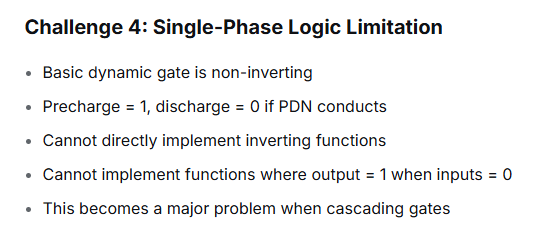 Challenge 4: Single-Phase Logic Limitation
• Basic dynamic gate is non-inverting
• Precharge = 1, discharge = 0 if PDN conducts
• Cannot directly implement inverting functions
• Cannot implement functions where output = 1 when inputs = 0
• This becomes a major problem when cascading gates